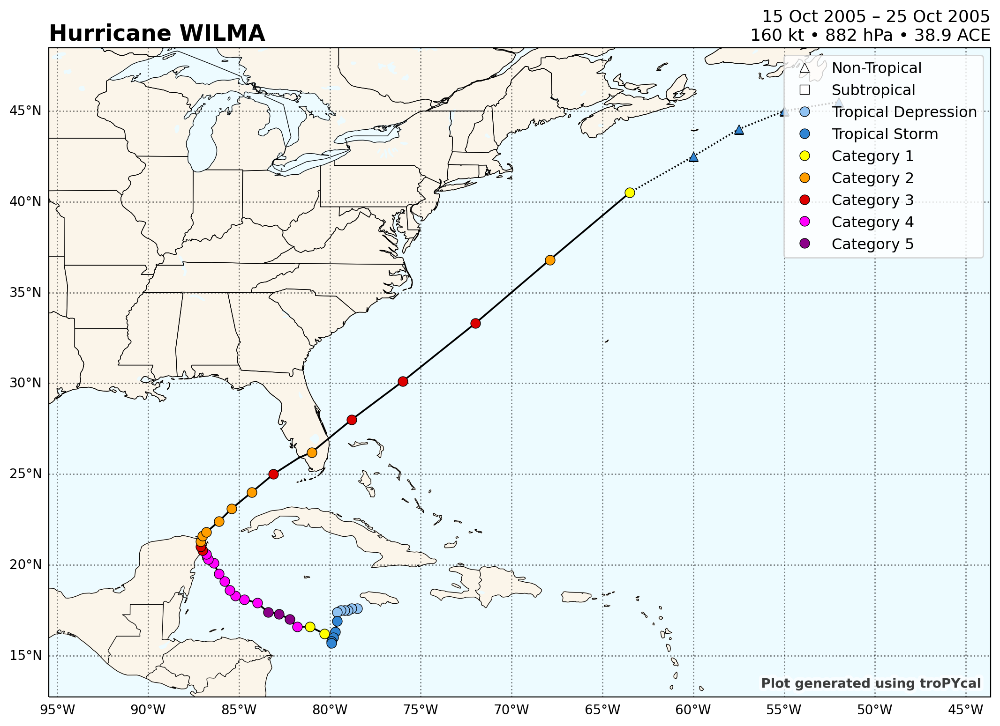 Hurricane WILMA
15 Oct 2005 – 25 Oct 2005
160 kt • 882 hPa • 38.9 ACE
Non-Tropical
Subtropical
Tropical Depression
Tropical Storm
Category 1
Category 2
Category 3
Category 4
Category 5
45°N
40°N
35°N
30°N
25°N
20°N
15°N
Plot generated using troPYcal
95°W 90°W 85°W 80°W 75°W 70°W 65°W 60°W 55°W 50°W 45°W